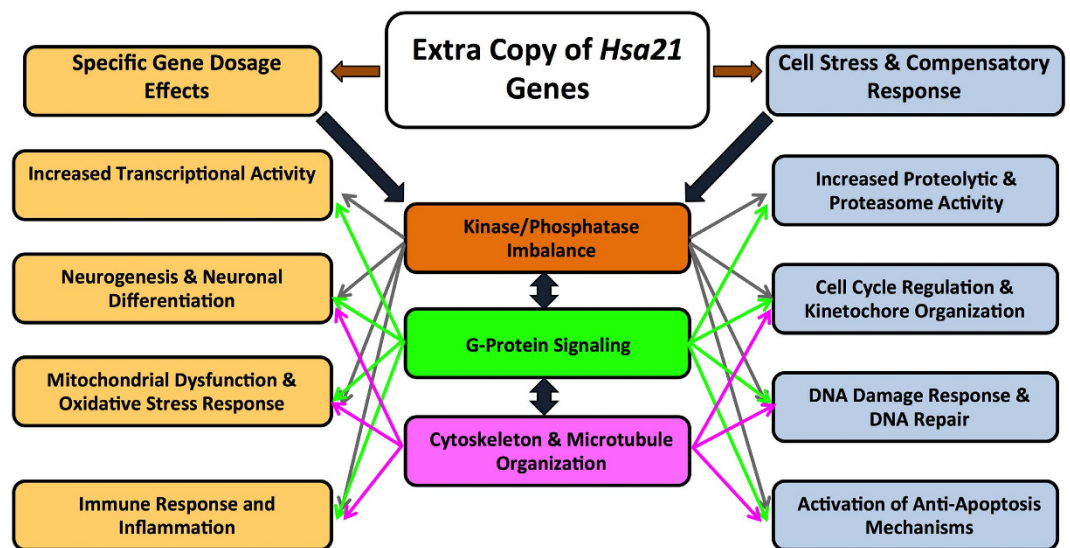 Extra Copy of Hsa21
Genes
Specific Gene Dosage
Effects
Cell Stress & Compensatory
Response
Increased Transcriptional Activity
Neurogenesis & Neuronal
Differentiation
Mitochondrial Dysfunction &
Oxidative Stress Response
Immune Response and
Inflammation
Kinase/Phosphatase
Imbalance
G-Protein Signaling
Cytoskeleton & Microtubule
Organization
Increased Proteolytic &
Proteasome Activity
Cell Cycle Regulation &
Kinetochore Organization
DNA Damage Response &
DNA Repair
Activation of Anti-Apoptosis
Mechanisms